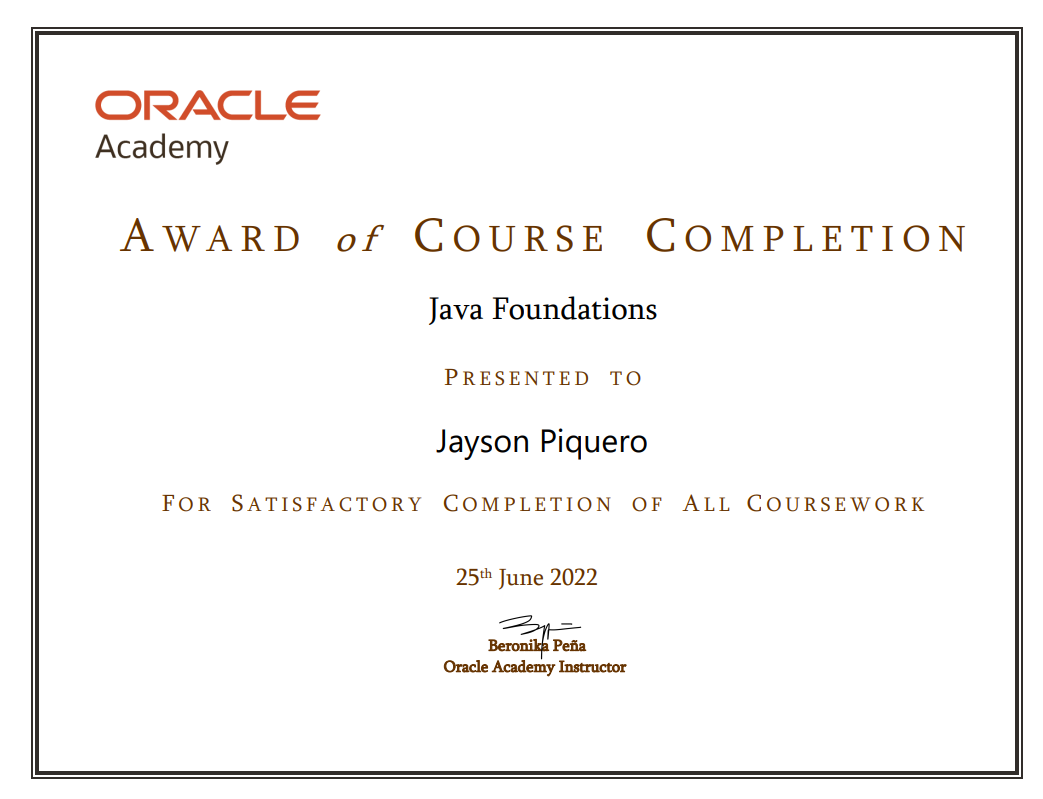 ORACLE
Academy
AWARD of COURSE COMPLETION
Java Foundations
PRESENTED TO
Jayson Piquero
FOR SATISFACTORY COMPLETION OF ALL COURSEWORK
25th June 2022
Beronika Peña
Oracle Academy Instructor